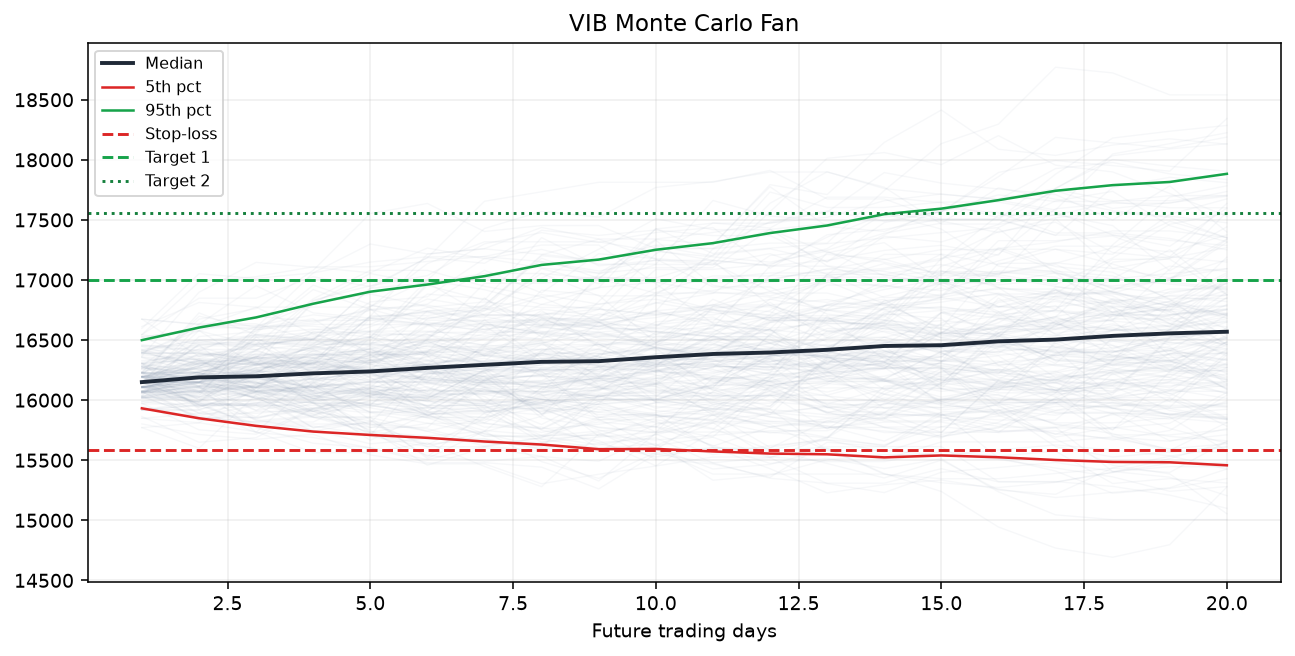 VIB Monte Carlo Fan
Median
5th pct
95th pct
Stop-loss
Target 1
Target 2
18500
18000
17500
17000
16500
16000
15500
15000
14500
2.5
5.0
7.5
10.0
12.5
15.0
17.5
20.0
Future trading days